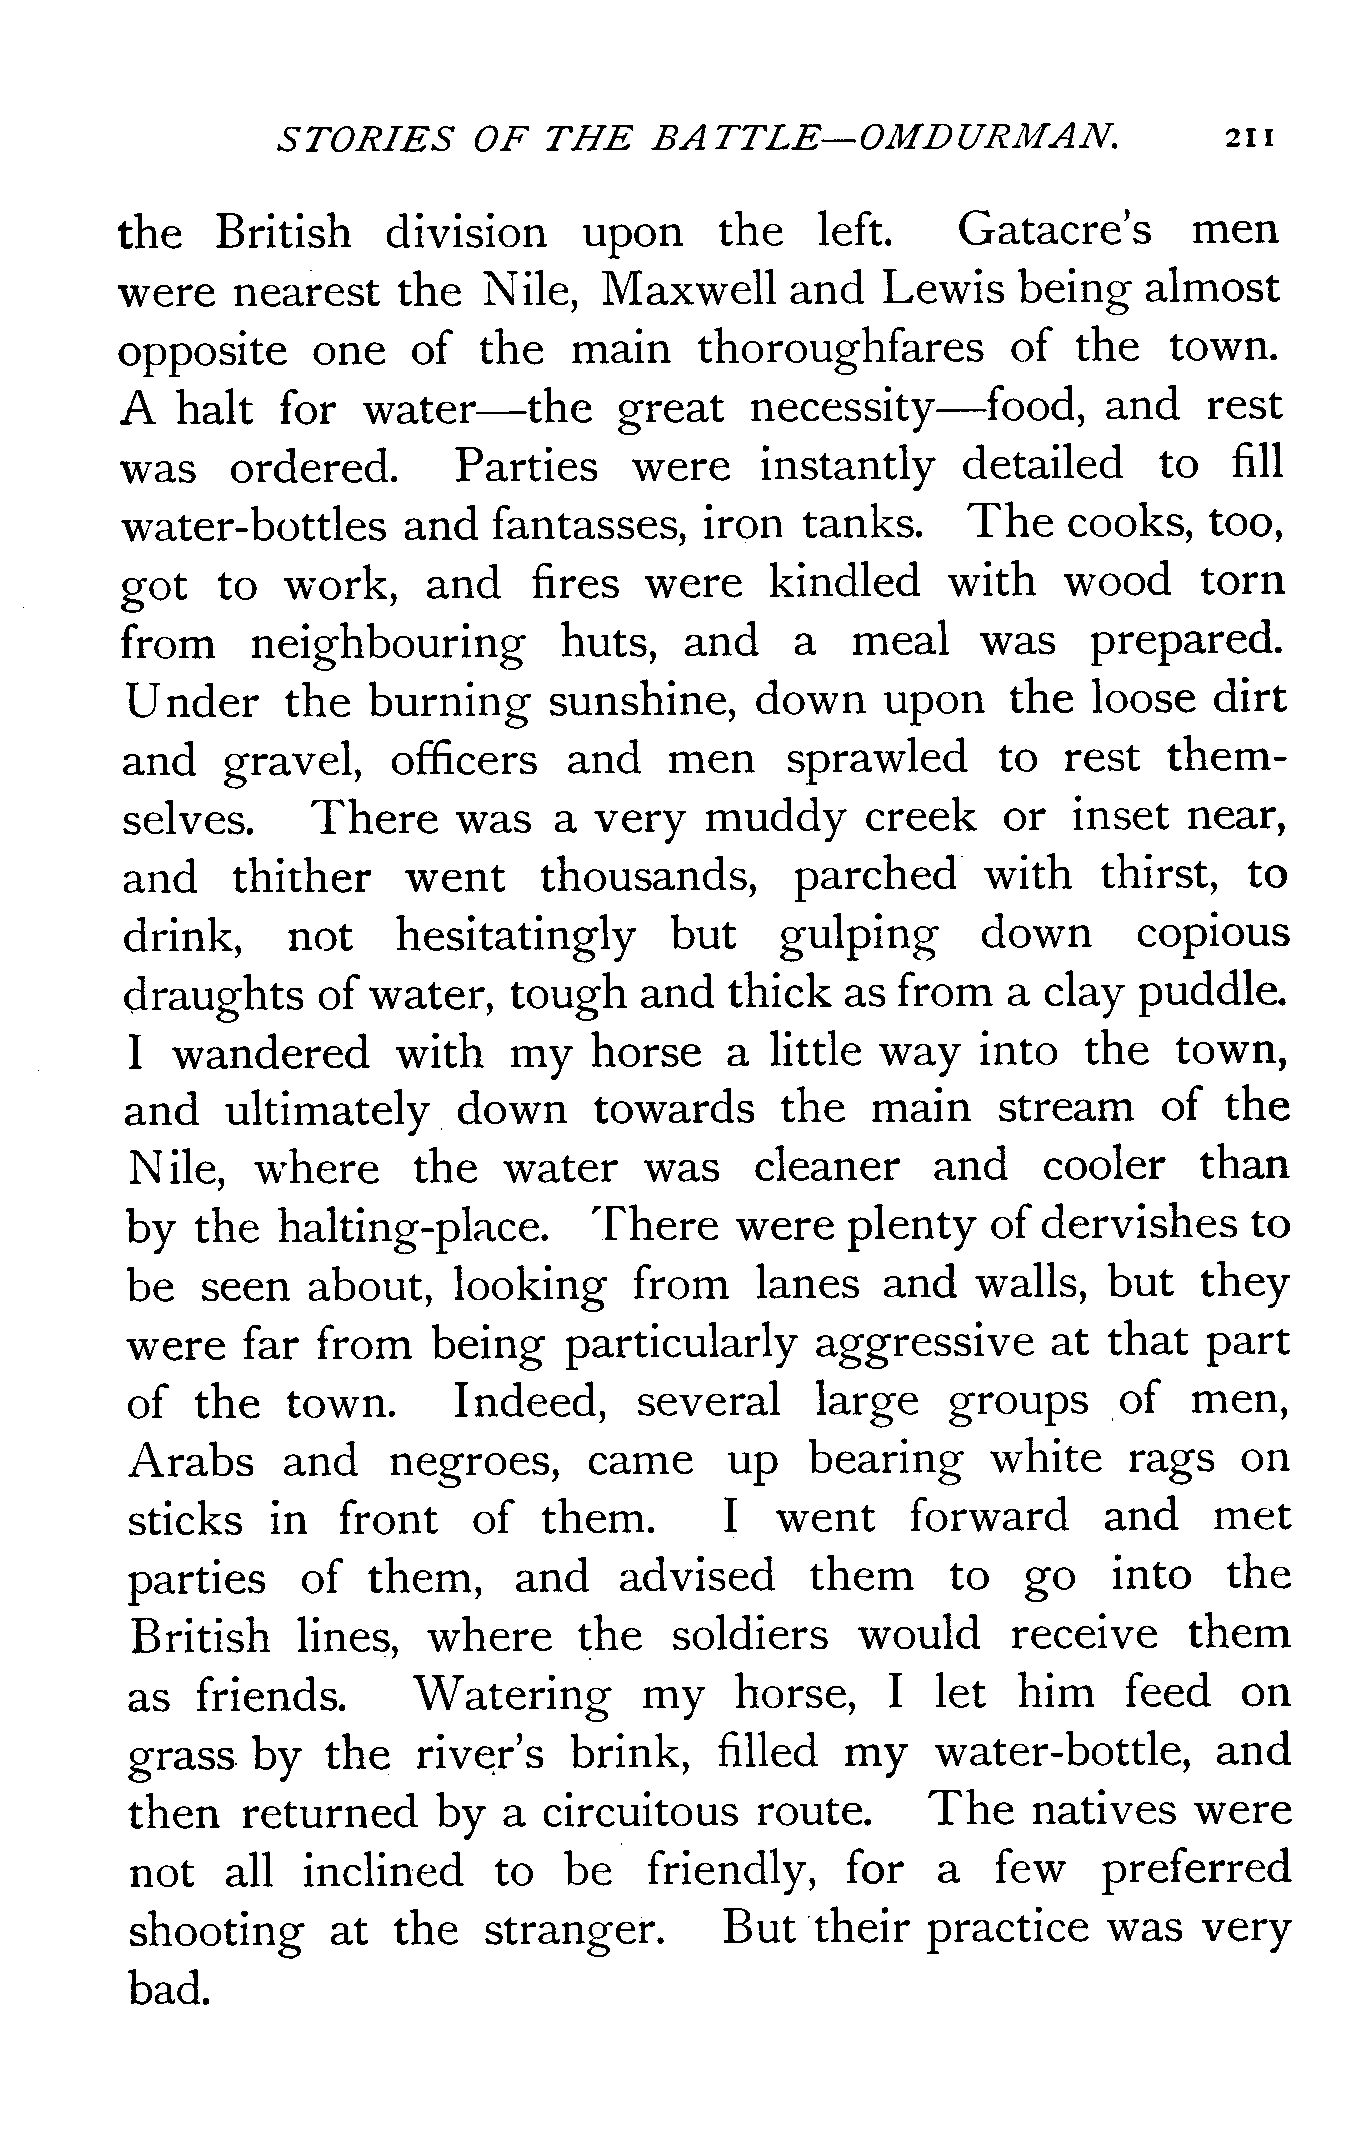 STORIES OF THE BATTLE—OMDURMAN. 211
the British division upon the left. Gatacre's men
were nearest the Nile, Maxwell and Lewis being almost
opposite one of the main thoroughfares of the town.
A halt for water—the great necessity—food, and rest
was ordered. Parties were instantly detailed to fill
water-bottles and fantasses, iron tanks. The cooks, too,
got to work, and fires were kindled with wood torn
from neighbouring huts, and a meal was prepared.
Under the burning sunshine, down upon the loose dirt
and gravel, officers and men sprawled to rest them-
selves. There was a very muddy creek or inset near,
and thither went thousands, parched with thirst, to
drink, not hesitatingly but gulping down copious
draughts of water, tough and thick as from a clay puddle.
I wandered with my horse a little way into the town,
and ultimately down towards the main stream of the
Nile, where the water was cleaner and cooler than
by the halting-place. There were plenty of dervishes to
be seen about, looking from lanes and walls, but they
were far from being particularly aggressive at that part
of the town. Indeed, several large groups of men,
Arabs and negroes, came up bearing white rags on
sticks in front of them. I went forward and met
parties of them, and advised them to go into the
British lines, where the soldiers would receive them
as friends. Watering my horse, I let him feed on
grass by the river's brink, filled my water-bottle, and
then returned by a circuitous route. The natives were
not all inclined to be friendly, for a few preferred
shooting at the stranger. But their practice was very
bad.